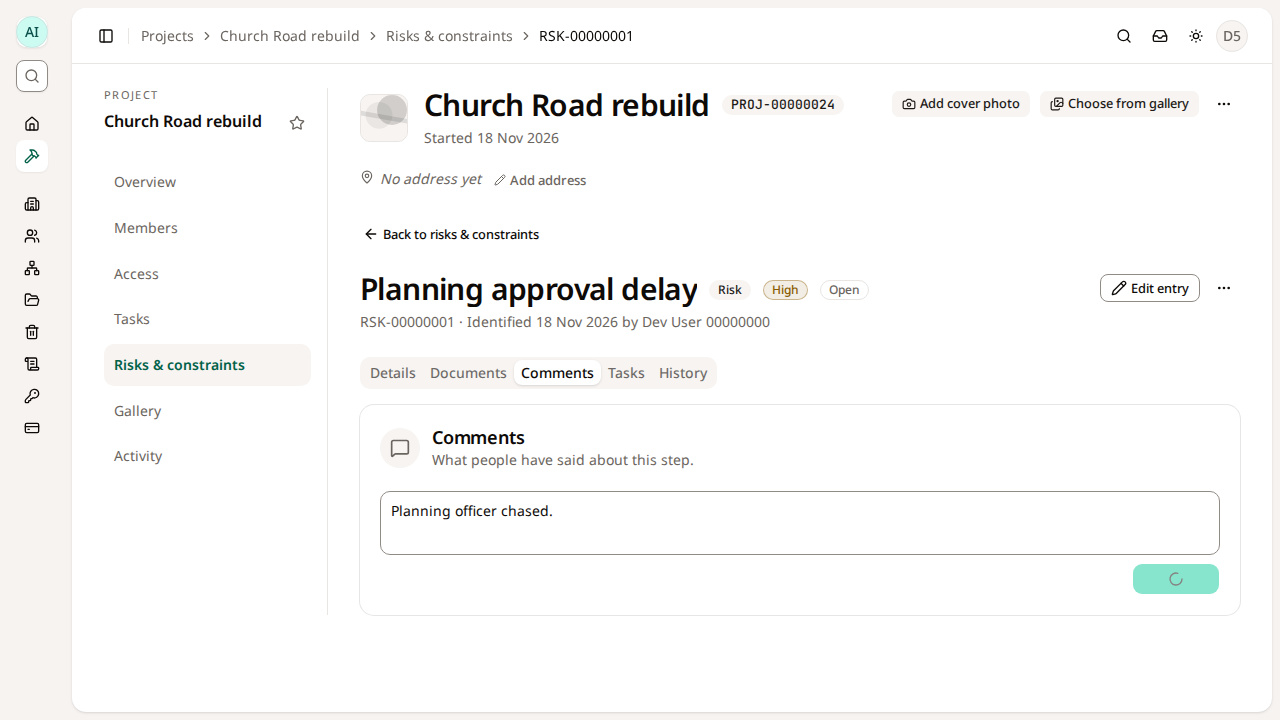 AI
Projects > Church Road rebuild > Risks & constraints > RSK-00000001
D5
PROJECT
Church Road rebuild
Overview
Members
Access
Tasks
Risks & constraints
Gallery
Activity
Church Road rebuild PROJ-00000024
Add cover photo
Choose from gallery
Started 18 Nov 2026
No address yet
Add address
Back to risks & constraints
Planning approval delay Risk High Open
Edit entry
RSK-00000001 · Identified 18 Nov 2026 by Dev User 00000000
Details Documents Comments Tasks History
Comments
What people have said about this step.
Planning officer chased.